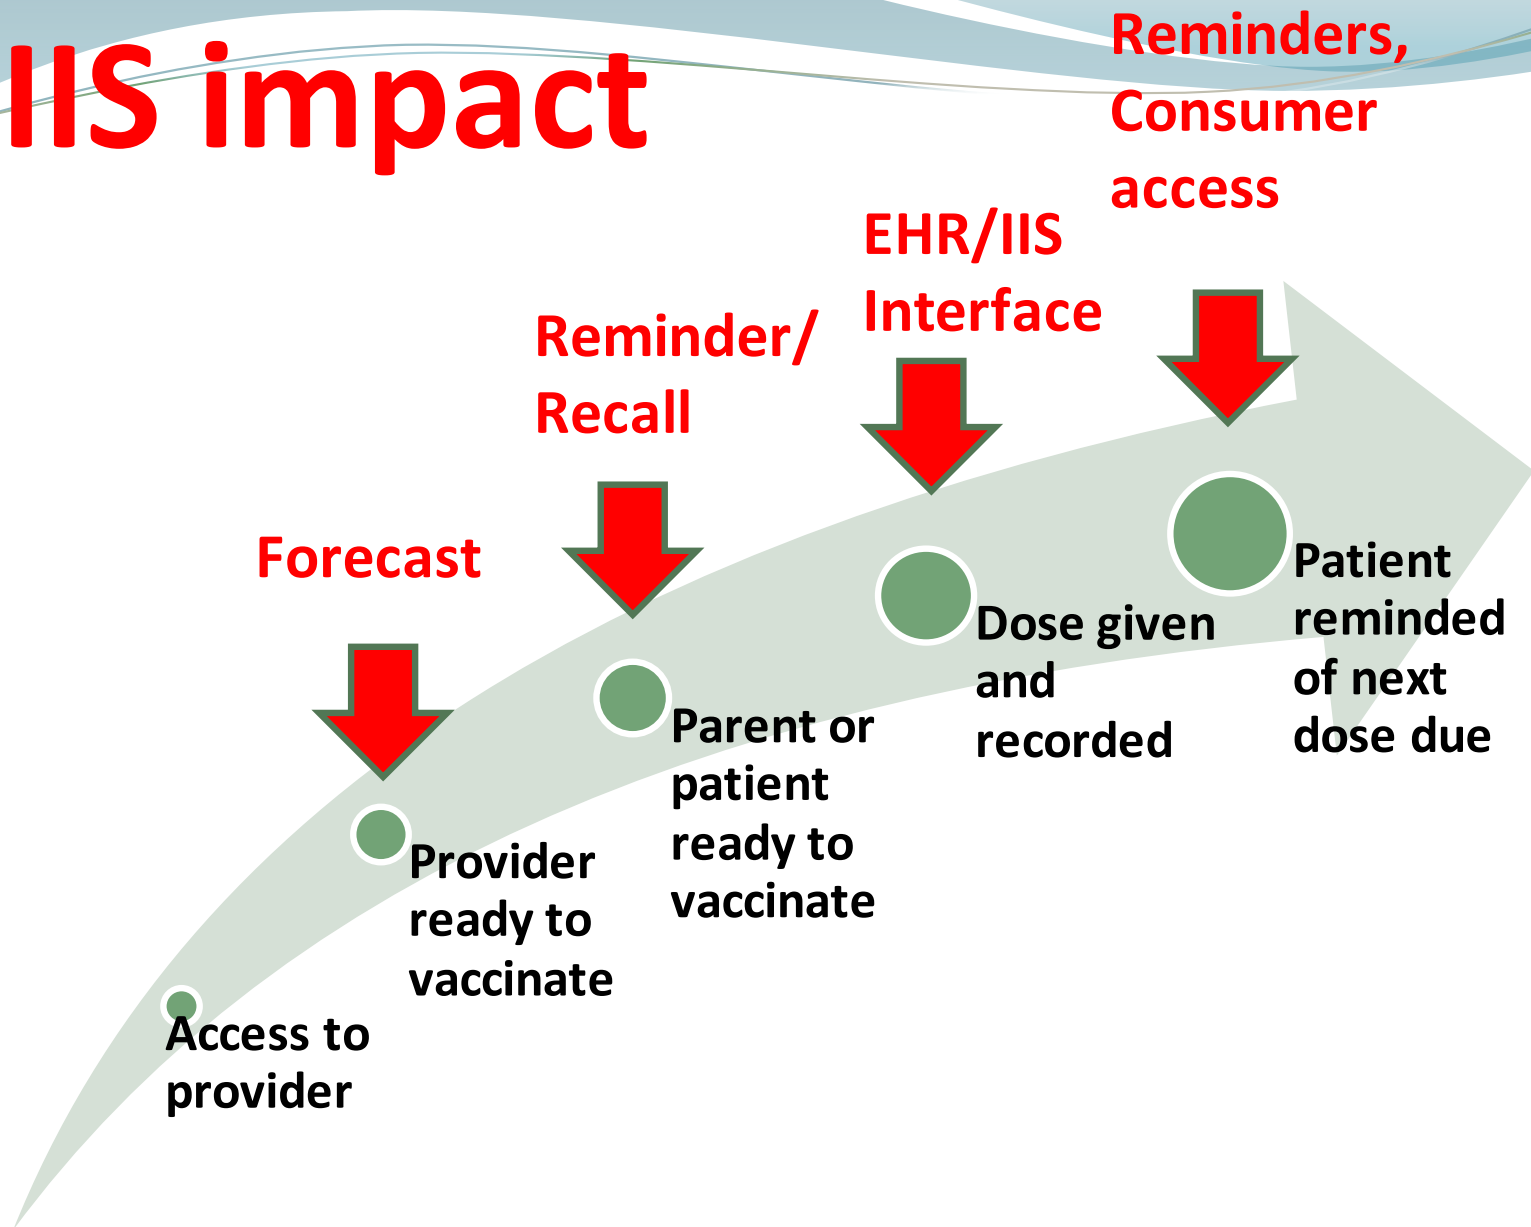 IIS impact
Reminders,
Consumer
access
EHR/IIS
Interface
Reminder/
Recall
Forecast
Patient
reminded
of next
dose due
Dose given
and
recorded
Parent or
patient
ready to
vaccinate
Provider
ready to
vaccinate
Access to
provider